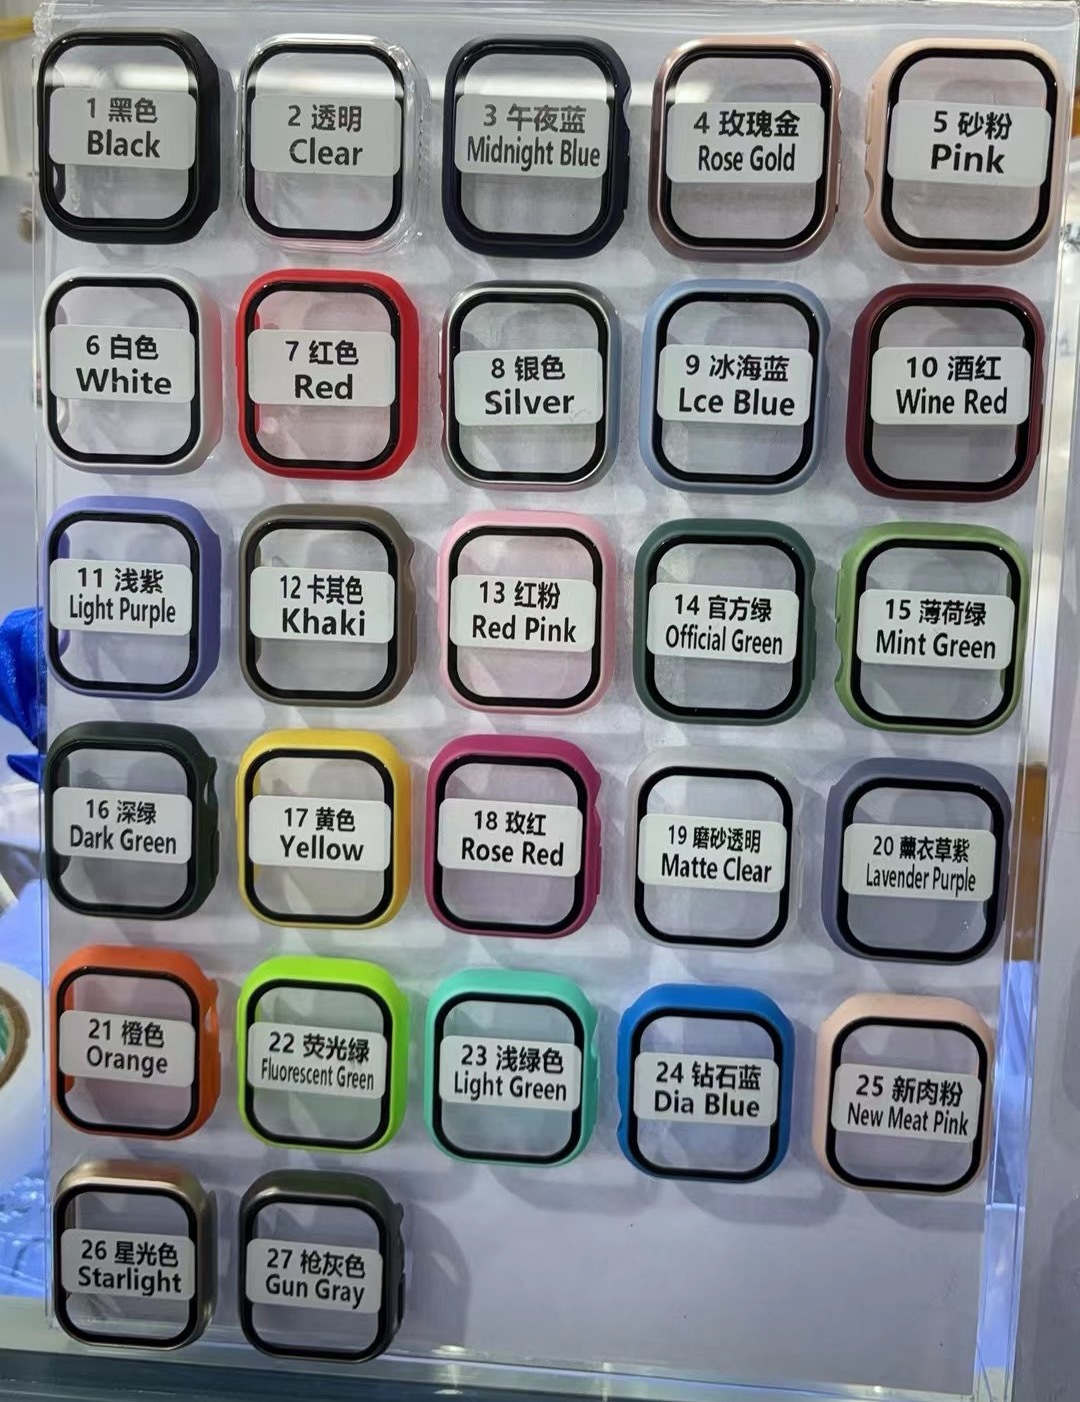 1 黑色
Black
2 透明
Clear
3 午夜蓝
Midnight Blue
4 玫瑰金
Rose Gold
5 砂粉
Pink
6 白色
White
7 红色
Red
8 银色
Silver
9 冰海蓝
Lce Blue
10 酒红
Wine Red
11 浅紫
Light Purple
12 卡其色
Khaki
13 红粉
Red Pink
14 官方绿
Official Green
15 薄荷绿
Mint Green
16 深绿
Dark Green
17 黄色
Yellow
18 玫红
Rose Red
19 磨砂透明
Matte Clear
20 薰衣草紫
Lavender Purple
21 橙色
Orange
22 荧光绿
Fluorescent Green
23 浅绿色
Light Green
24 钻石蓝
Dia Blue
25 新肉粉
New Meat Pink
26 星光色
Starlight
27 枪灰色
Gun Gray